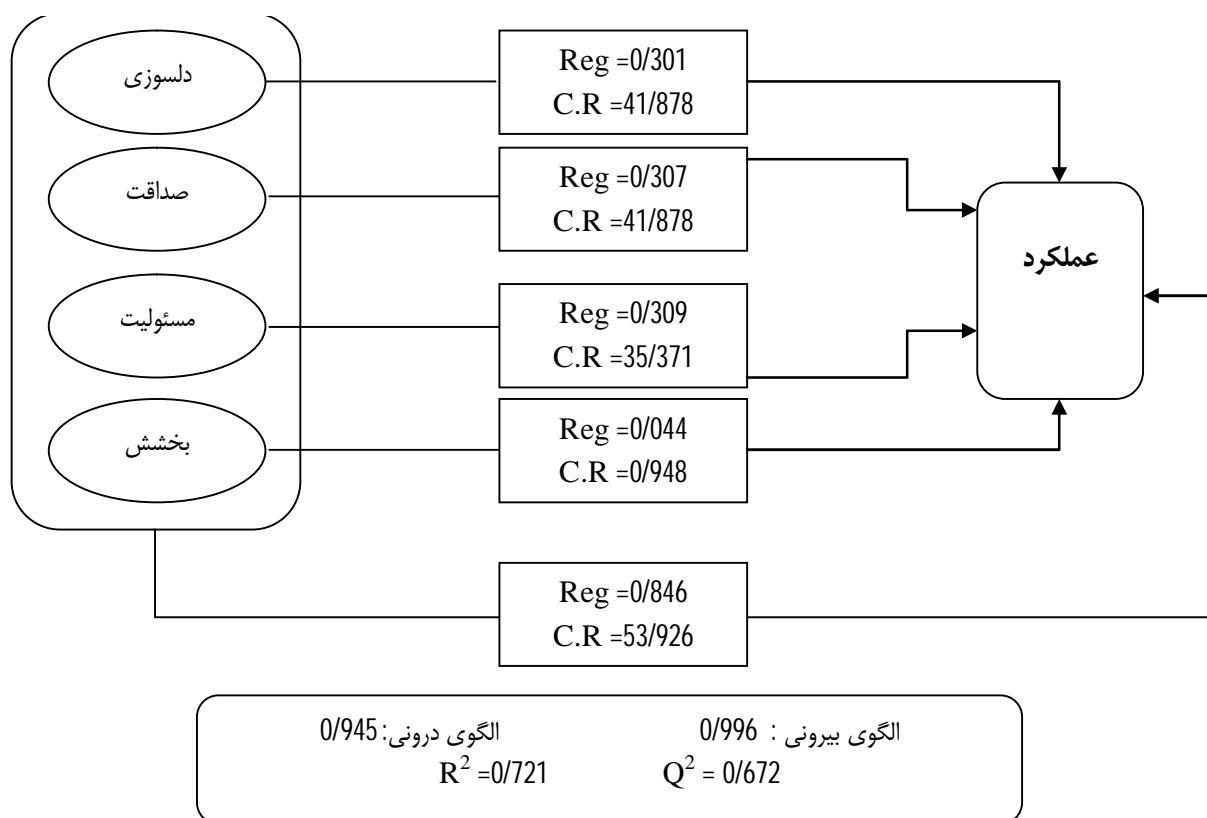 دلسوزی
Reg =0/301
C.R =41/878
صداقت
Reg =0/307
C.R =41/878
عملکرد
مسئولیت
Reg =0/309
C.R =35/371
بخشش
Reg =0/044
C.R =0/948
Reg =0/846
C.R =53/926
الگوی بیرونی : 0/996 الگوی درونی: 0/945
R² =0/721 Q² = 0/672